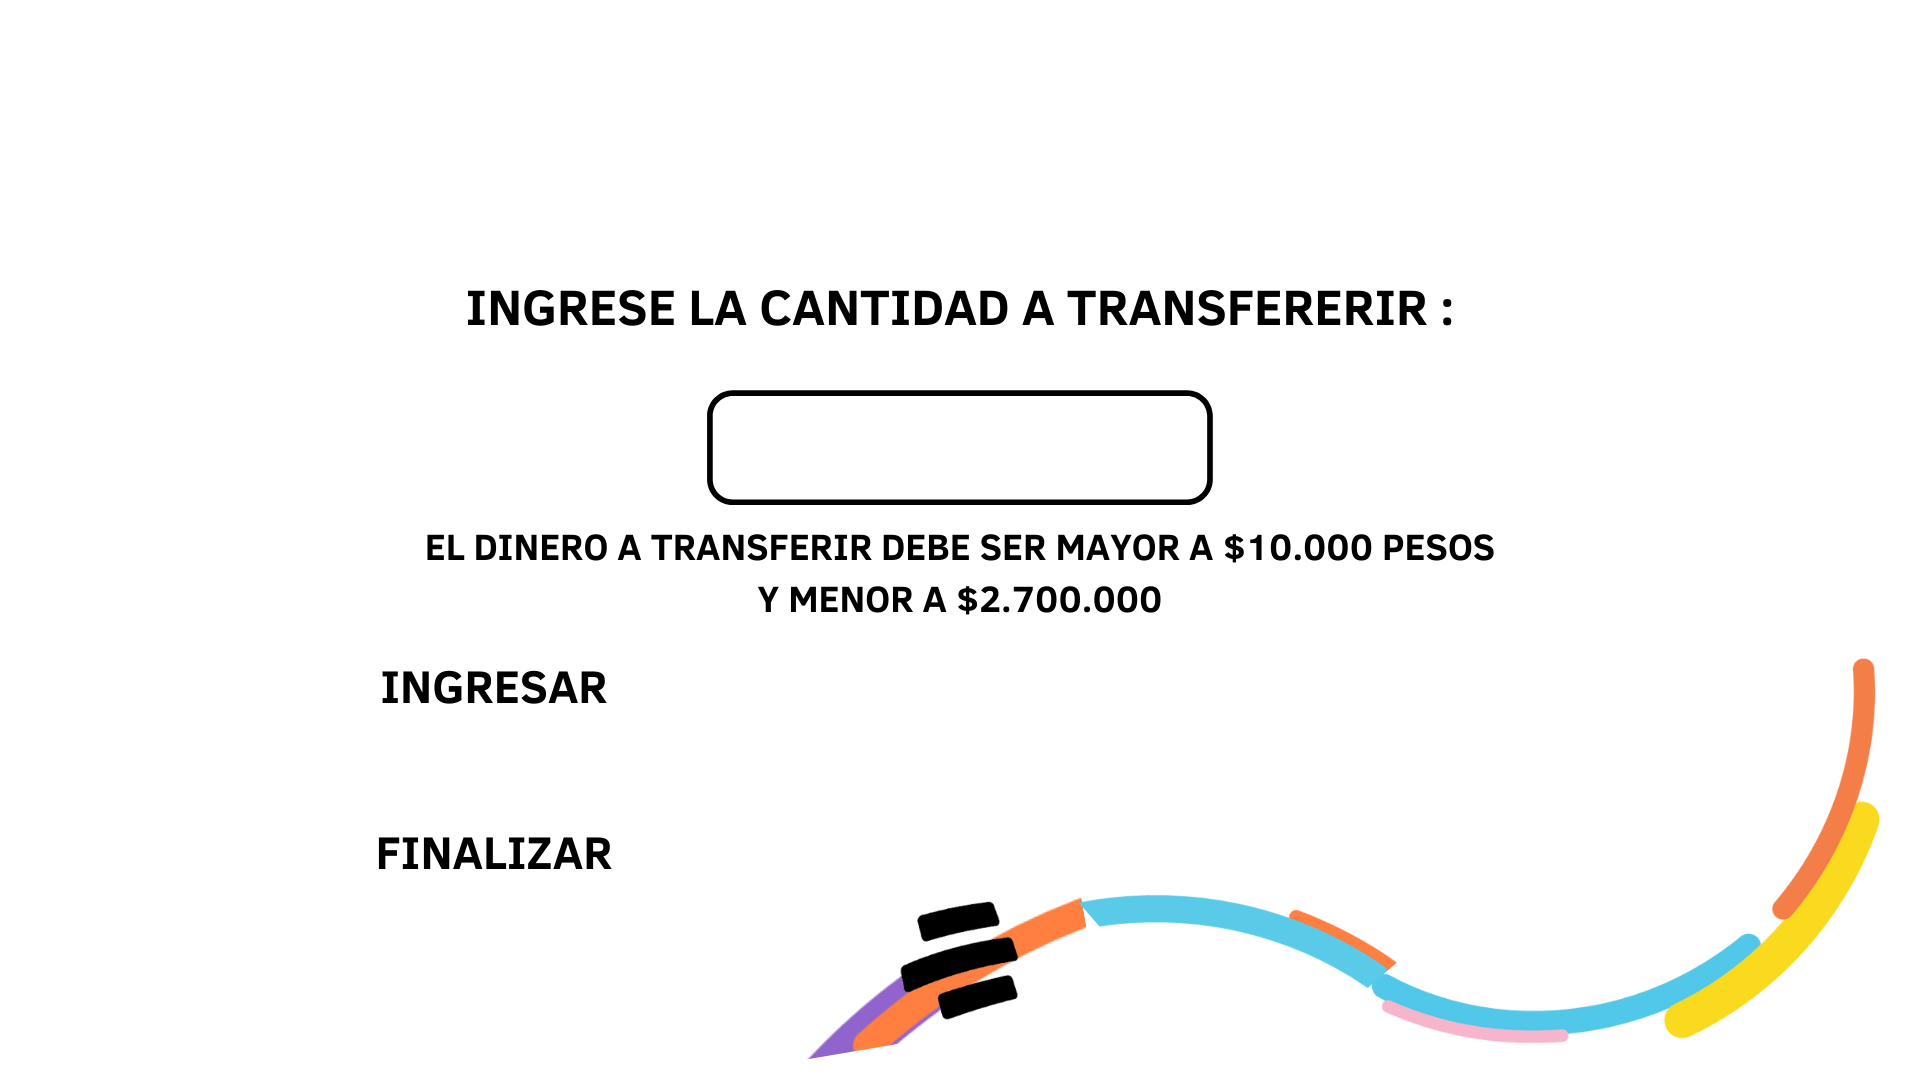 INGRESE LA CANTIDAD A TRANSFERERIR :
EL DINERO A TRANSFERIR DEBE SER MAYOR A $10.000 PESOS
Y MENOR A $2.700.000
INGRESAR
FINALIZAR